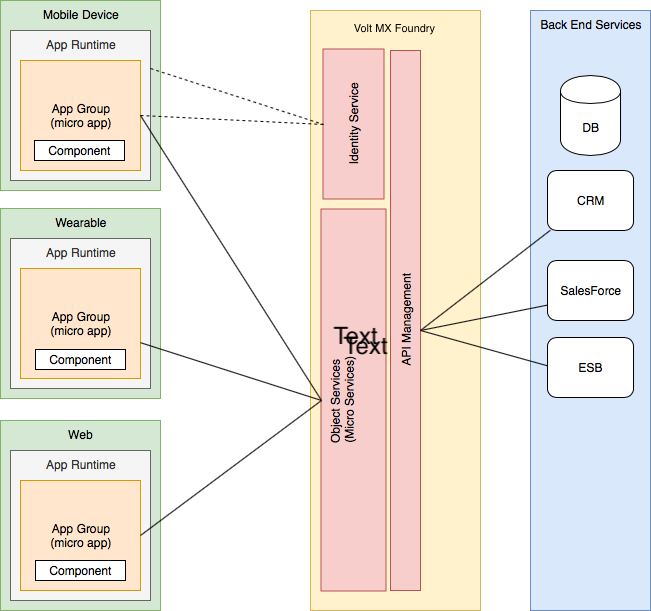 Mobile Device
App Runtime
App Group
(micro app)
Component
Wearable
App Runtime
App Group
(micro app)
Component
Web
App Runtime
App Group
(micro app)
Component
Volt MX Foundry
Identity Service
Object Services
(Micro Services)
Text
Text
API Management
Back End Services
DB
CRM
SalesForce
ESB